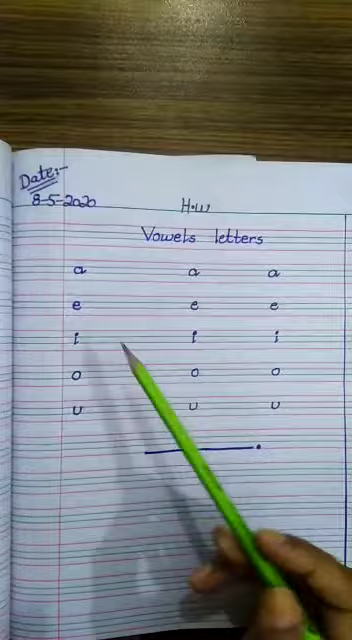 Date:-
8-5-2020
H.W
Vowels letters
a a a
e e e
i i i
o o o
u u u